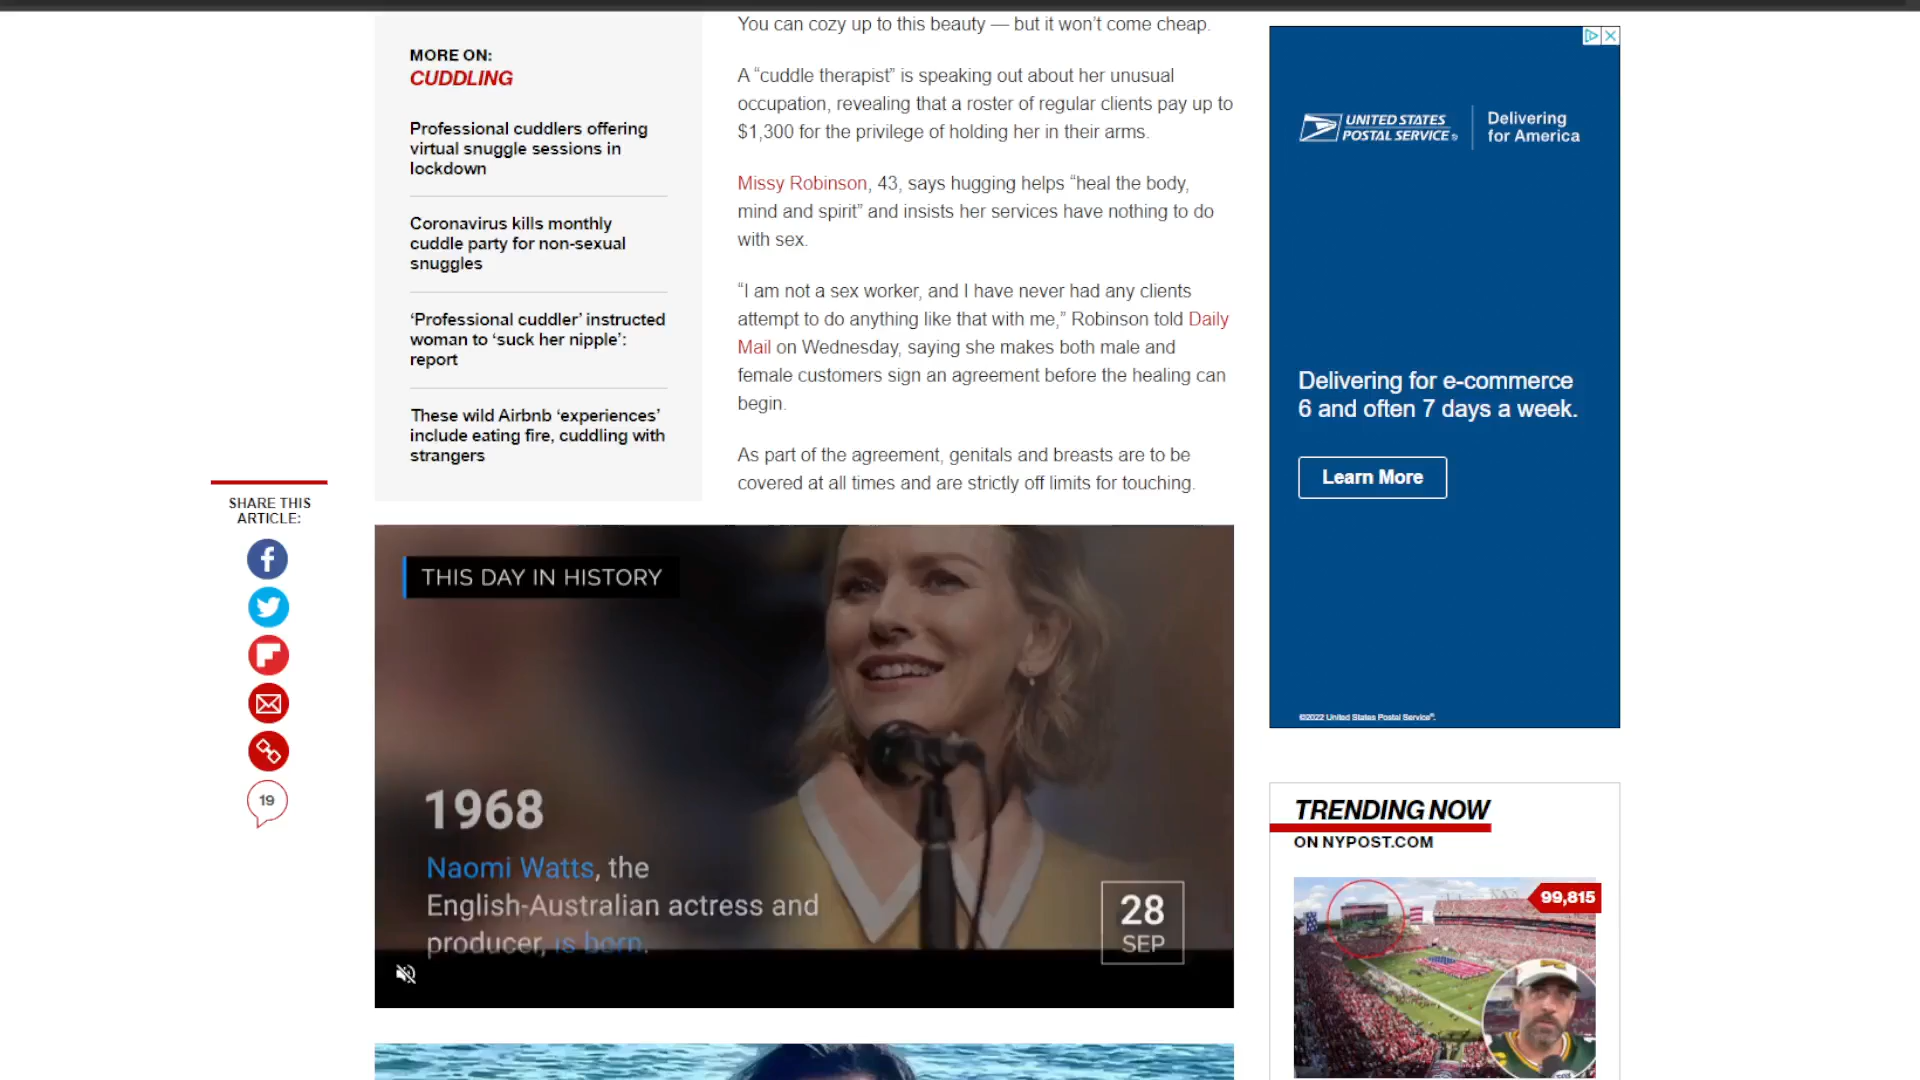 MORE ON:
CUDDLING
Professional cuddlers offering
virtual snuggle sessions in
lockdown
Coronavirus kills monthly
cuddle party for non-sexual
snuggles
‘Professional cuddler’ instructed
woman to ‘suck her nipple’:
report
These wild Airbnb ‘experiences’
include eating fire, cuddling with
strangers
You can cozy up to this beauty — but it won’t come cheap.
A “cuddle therapist” is speaking out about her unusual
occupation, revealing that a roster of regular clients pay up to
$1,300 for the privilege of holding her in their arms.
Missy Robinson, 43, says hugging helps “heal the body,
mind and spirit” and insists her services have nothing to do
with sex.
“I am not a sex worker, and I have never had any clients
attempt to do anything like that with me,” Robinson told Daily
Mail on Wednesday, saying she makes both male and
female customers sign an agreement before the healing can
begin.
As part of the agreement, genitals and breasts are to be
covered at all times and are strictly off limits for touching.
SHARE THIS
ARTICLE:
19
THIS DAY IN HISTORY
1968
Naomi Watts, the
English-Australian actress and
producer, is born.
28
SEP
UNITED STATES
POSTAL SERVICE®
Delivering
for America
Delivering for e-commerce
6 and often 7 days a week.
Learn More
©2022 United States Postal Service®.
TRENDING NOW
ON NYPOST.COM
99,815